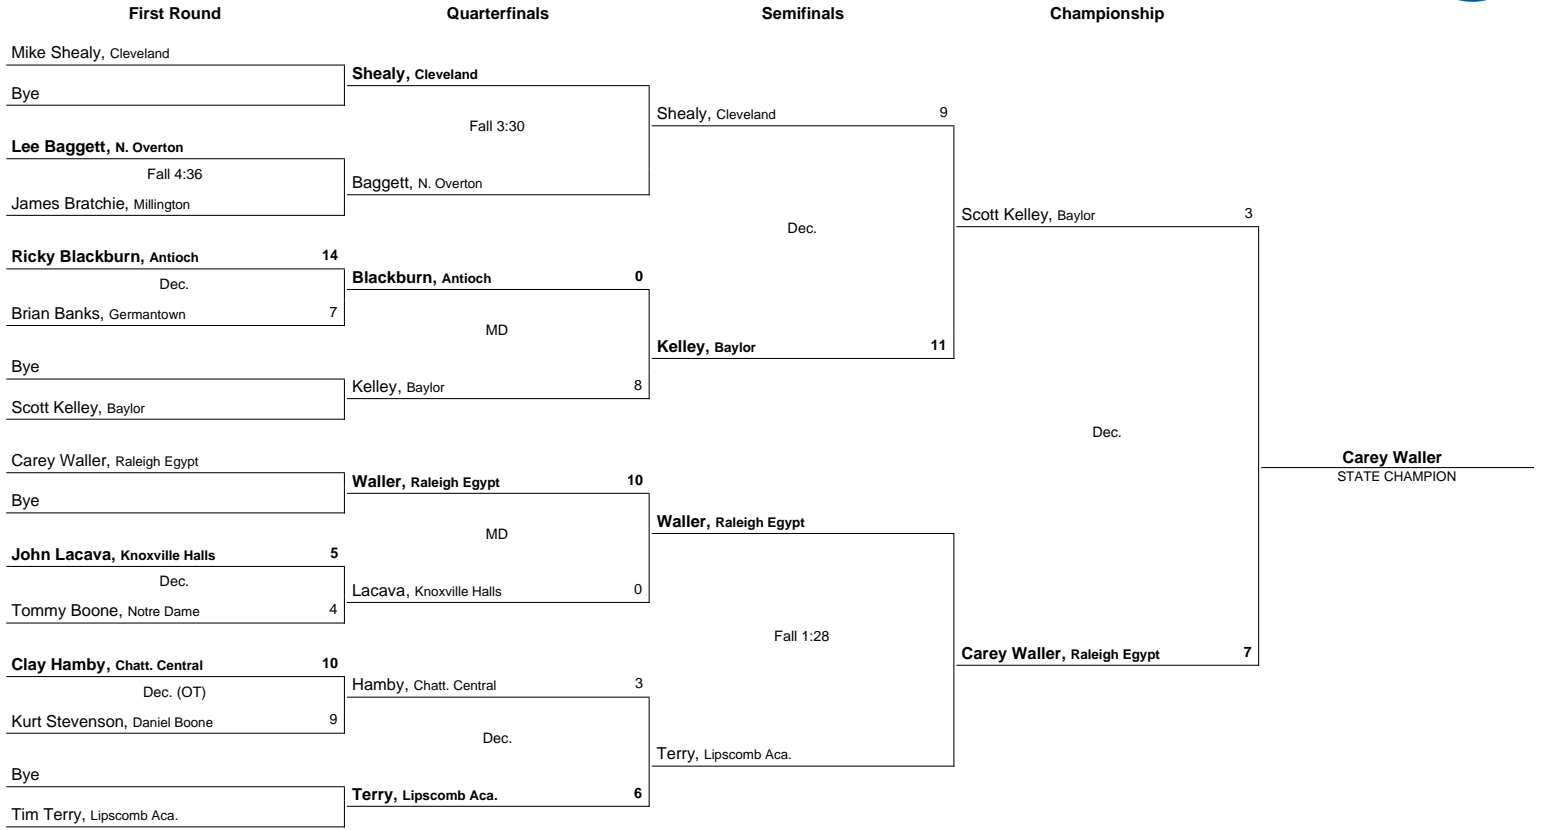 First Round Quarterfinals Semifinals Championship
Mike Shealy, Cleveland
Bye
Lee Baggett, N. Overton
Fall 4:36
James Bratchie, Millington
Ricky Blackburn, Antioch 14
Dec.
Brian Banks, Germantown 7
Bye
Scott Kelley, Baylor
Carey Waller, Raleigh Egypt
Bye
John Lacava, Knoxville Halls 5
Dec.
Tommy Boone, Notre Dame 4
Clay Hamby, Chatt. Central 10
Dec. (OT)
Kurt Stevenson, Daniel Boone 9
Bye
Tim Terry, Lipscomb Aca.
Shealy, Cleveland
Fall 3:30
Baggett, N. Overton
Blackburn, Antioch 0
MD
Kelley, Baylor 8
Waller, Raleigh Egypt 10
MD
Lacava, Knoxville Halls 0
Hamby, Chatt. Central 3
Dec.
Terry, Lipscomb Aca. 6
Shealy, Cleveland 9
Dec.
Kelley, Baylor 11
Waller, Raleigh Egypt
Fall 1:28
Terry, Lipscomb Aca.
Scott Kelley, Baylor 3
Dec.
Carey Waller, Raleigh Egypt 7
Carey Waller
STATE CHAMPION